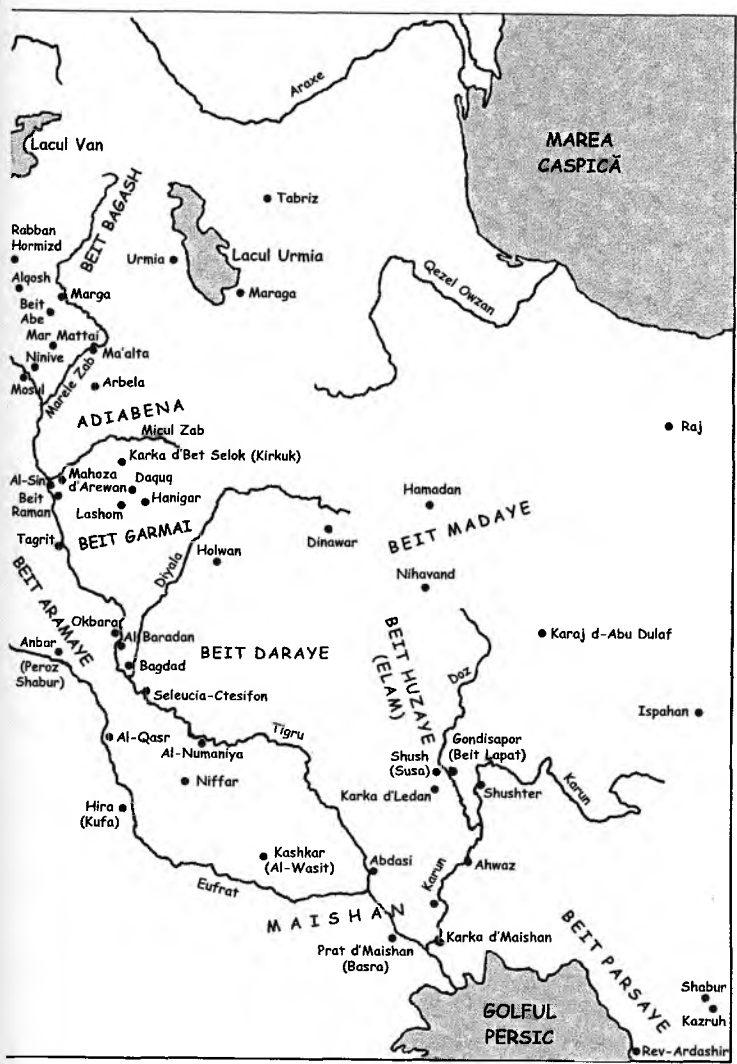 Araxe
MAREA
CASPICĂ
Lacul Van
BEIT BAGASH
Tabriz
Rabban
Hormizd
Urmia
Lacul Urmia
Qezel Owzan
Alqosh
Marga
Maraga
Beit
Abe
Mar Mattai
Ma'alta
Ninive
Marele Zab
Mosul
Arbela
ADIABENA
Raj
Micul Zab
Karka d'Bet Selok (Kirkuk)
Al-Sin
Mahoza
d'Arewan
Daquq
Hanigar
Beit
Raman
Lashom
Hamadan
BEIT GARMAI
Dinawar
BEIT MADAYE
Tagrit
Holwan
Diyala
Nihavand
BEIT ARAMAYE
Okbara
Al Baradan
Karaj d-Abu Dulaf
Anbar
(Peroz
Shabur)
Bagdad
BEIT DARAYE
BEIT HUZAYE
(ELAM)
Doz
Seleucia-Ctesifon
Ispahan
Al-Qasr
Al-Numaniya
Tigru
Gondisapor
(Beit Lapat)
Shush
(Susa)
Niffar
Karka d'Ledan
Shushter
Karun
Hira
(Kufa)
Kashkar
(Al-Wasit)
Abdasi
Ahwaz
Eufrat
Karun
MAISHAN
Prat d'Maishan
(Basra)
Karka d'Maishan
BEIT PARSAYE
Shabur
Kazruh
GOLFUL
PERSIC
Rev-Ardashir